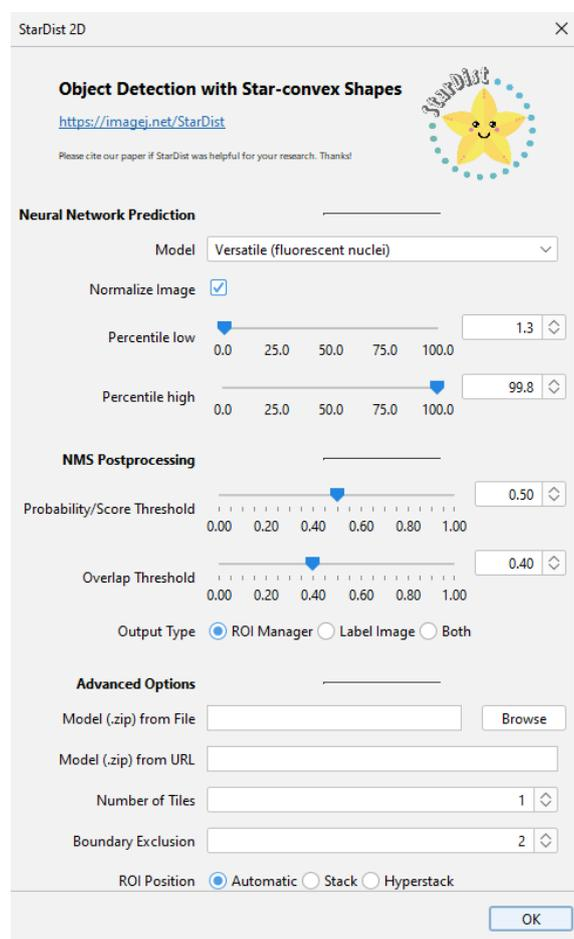 StarDist 2D
StarDist
Object Detection with Star-convex Shapes
https://imagej.net/StarDist
Please cite our paper if StarDist was helpful for your research. Thanks!
Neural Network Prediction
Model Versatile (fluorescent nuclei)
Normalize Image
Percentile low 1.3
0.0 25.0 50.0 75.0 100.0
Percentile high 99.8
0.0 25.0 50.0 75.0 100.0
NMS Postprocessing
Probability/Score Threshold 0.50
0.00 0.20 0.40 0.60 0.80 1.00
Overlap Threshold 0.40
0.00 0.20 0.40 0.60 0.80 1.00
Output Type ROI Manager Label Image Both
Advanced Options
Model (.zip) from File Browse
Model (.zip) from URL
Number of Tiles 1
Boundary Exclusion 2
ROI Position Automatic Stack Hyperstack
OK